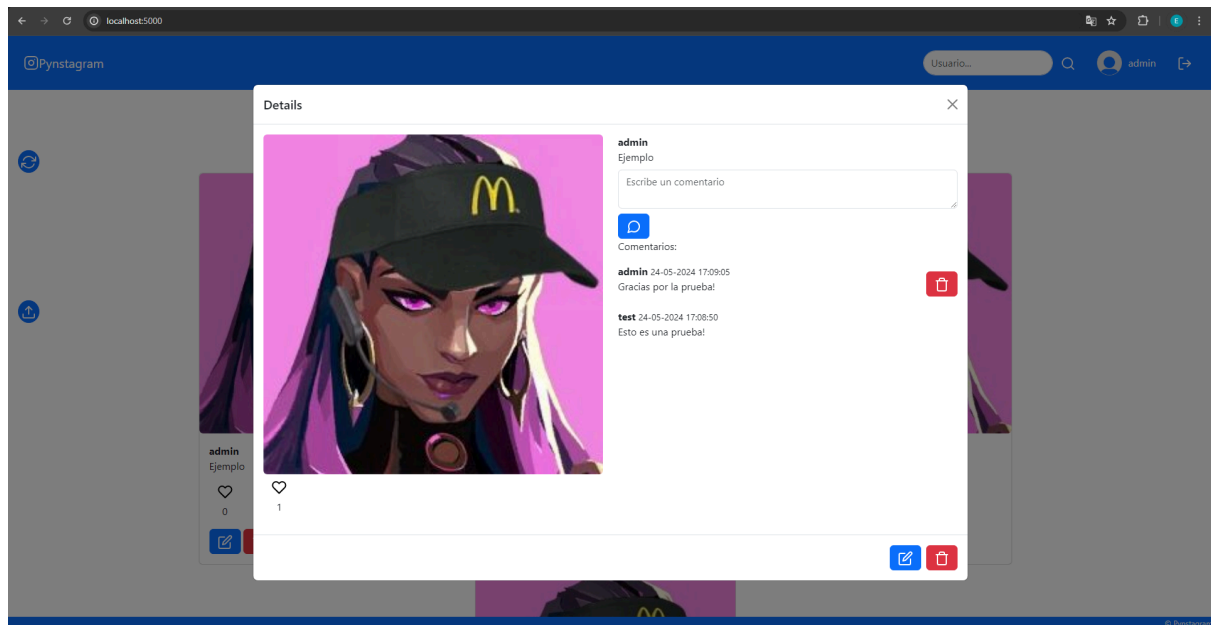 localhost:5000
E
Pynstagram
Usuario...
admin
Details
admin
Ejemplo
Escribe un comentario
Comentarios:
admin 24-05-2024 17:09:05
Gracias por la prueba!
test 24-05-2024 17:08:50
Esto es una prueba!
1
admin
Ejemplo
0
© Pynstagram